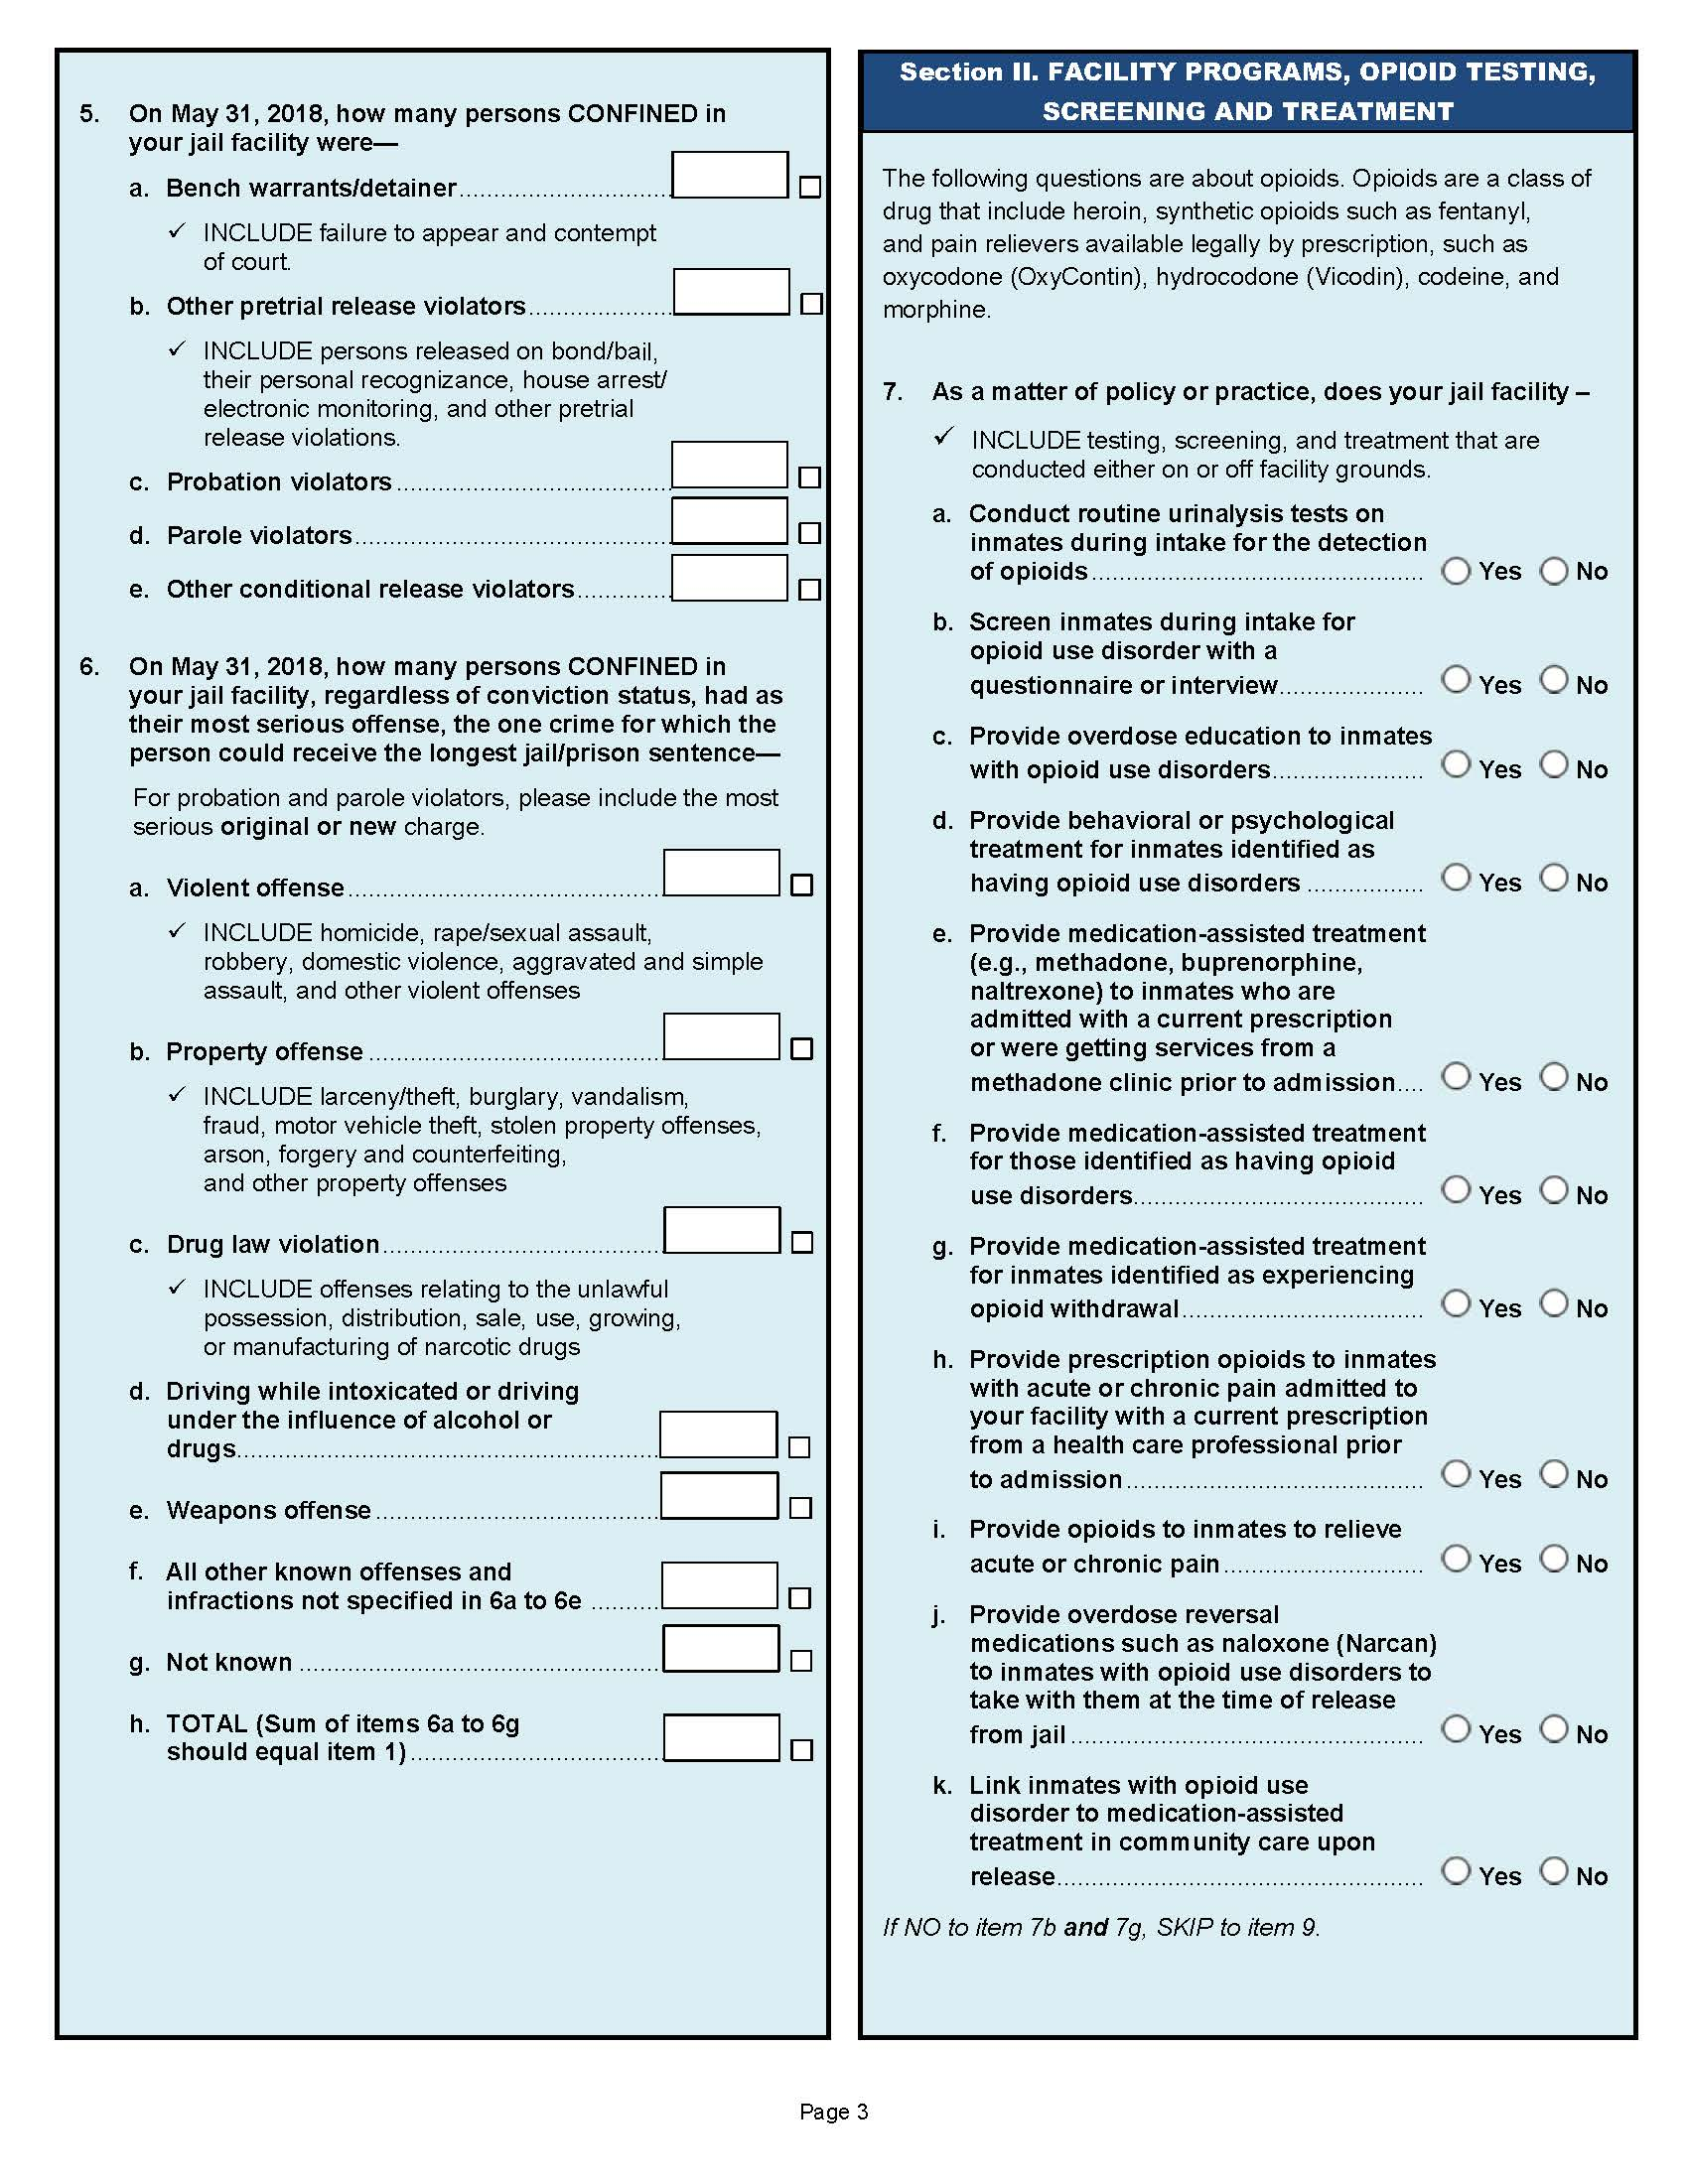 5. On May 31, 2018, how many persons CONFINED in
your jail facility were—
a. Bench warrants/detainer
✓ INCLUDE failure to appear and contempt
of court.
b. Other pretrial release violators
✓ INCLUDE persons released on bond/bail,
their personal recognizance, house arrest/
electronic monitoring, and other pretrial
release violations.
c. Probation violators
d. Parole violators
e. Other conditional release violators
6. On May 31, 2018, how many persons CONFINED in
your jail facility, regardless of conviction status, had as
their most serious offense, the one crime for which the
person could receive the longest jail/prison sentence—
For probation and parole violators, please include the most
serious original or new charge.
a. Violent offense
✓ INCLUDE homicide, rape/sexual assault,
robbery, domestic violence, aggravated and simple
assault, and other violent offenses
b. Property offense
✓ INCLUDE larceny/theft, burglary, vandalism,
fraud, motor vehicle theft, stolen property offenses,
arson, forgery and counterfeiting,
and other property offenses
c. Drug law violation
✓ INCLUDE offenses relating to the unlawful
possession, distribution, sale, use, growing,
or manufacturing of narcotic drugs
d. Driving while intoxicated or driving
under the influence of alcohol or
drugs
e. Weapons offense
f. All other known offenses and
infractions not specified in 6a to 6e
g. Not known
h. TOTAL (Sum of items 6a to 6g
should equal item 1)
Section II. FACILITY PROGRAMS, OPIOID TESTING,
SCREENING AND TREATMENT
The following questions are about opioids. Opioids are a class of
drug that include heroin, synthetic opioids such as fentanyl,
and pain relievers available legally by prescription, such as
oxycodone (OxyContin), hydrocodone (Vicodin), codeine, and
morphine.
7. As a matter of policy or practice, does your jail facility –
✓ INCLUDE testing, screening, and treatment that are
conducted either on or off facility grounds.
a. Conduct routine urinalysis tests on
inmates during intake for the detection
of opioids Yes No
b. Screen inmates during intake for
opioid use disorder with a
questionnaire or interview Yes No
c. Provide overdose education to inmates
with opioid use disorders Yes No
d. Provide behavioral or psychological
treatment for inmates identified as
having opioid use disorders Yes No
e. Provide medication-assisted treatment
(e.g., methadone, buprenorphine,
naltrexone) to inmates who are
admitted with a current prescription
or were getting services from a
methadone clinic prior to admission Yes No
f. Provide medication-assisted treatment
for those identified as having opioid
use disorders Yes No
g. Provide medication-assisted treatment
for inmates identified as experiencing
opioid withdrawal Yes No
h. Provide prescription opioids to inmates
with acute or chronic pain admitted to
your facility with a current prescription
from a health care professional prior
to admission Yes No
i. Provide opioids to inmates to relieve
acute or chronic pain Yes No
j. Provide overdose reversal
medications such as naloxone (Narcan)
to inmates with opioid use disorders to
take with them at the time of release
from jail Yes No
k. Link inmates with opioid use
disorder to medication-assisted
treatment in community care upon
release Yes No
If NO to item 7b and 7g, SKIP to item 9.
Page 3